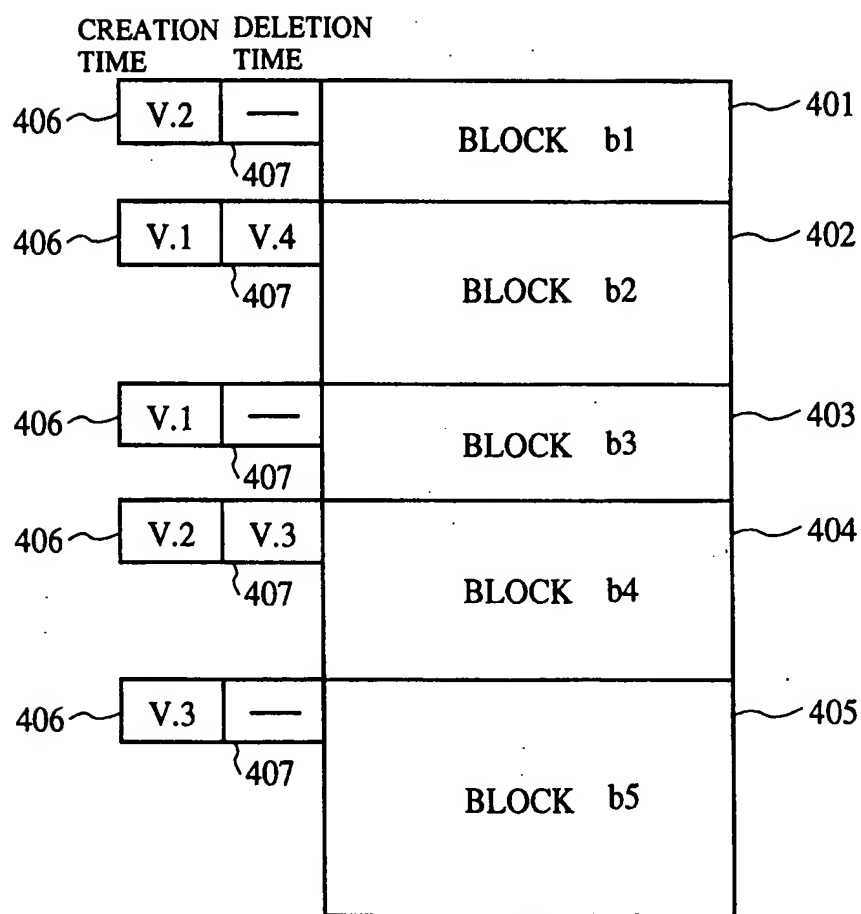 CREATION TIME
DELETION TIME
406 V.2 — BLOCK b1 401
407
406 V.1 V.4 BLOCK b2 402
407
406 V.1 — BLOCK b3 403
407
406 V.2 V.3 BLOCK b4 404
407
406 V.3 — BLOCK b5 405
407